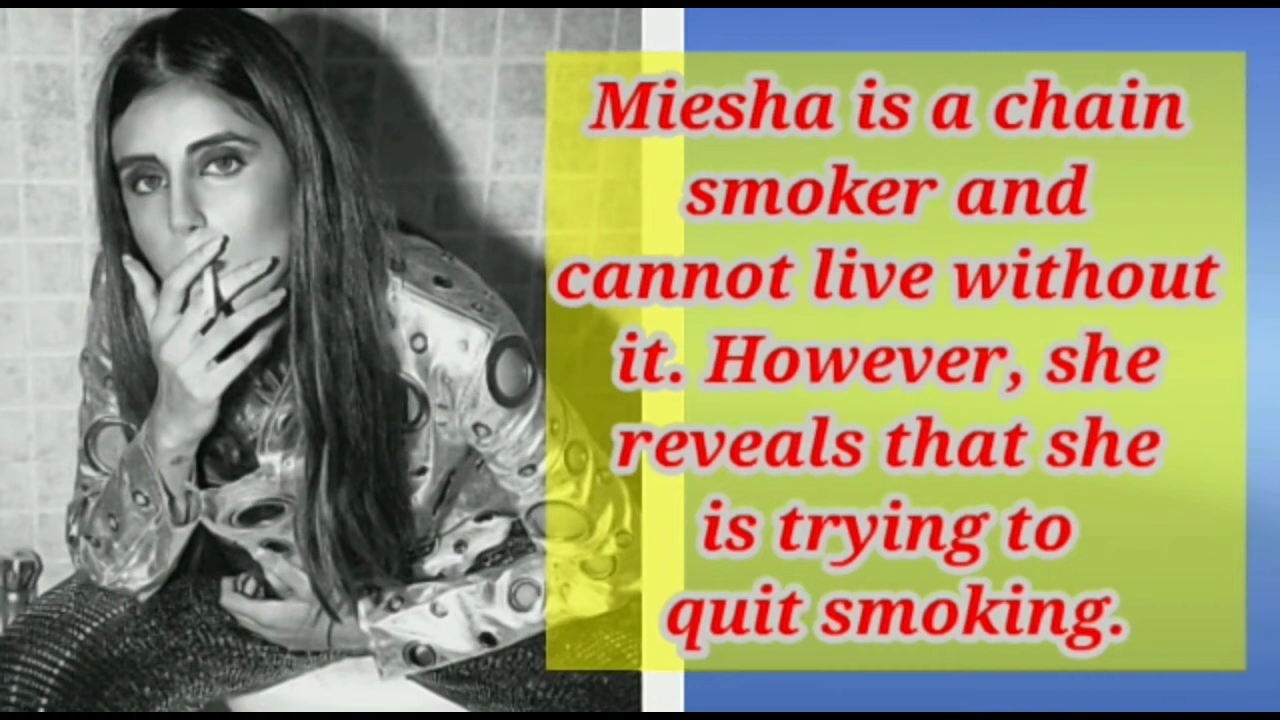 Miesha is a chain
smoker and
cannot live without
it. However, she
reveals that she
is trying to
quit smoking.